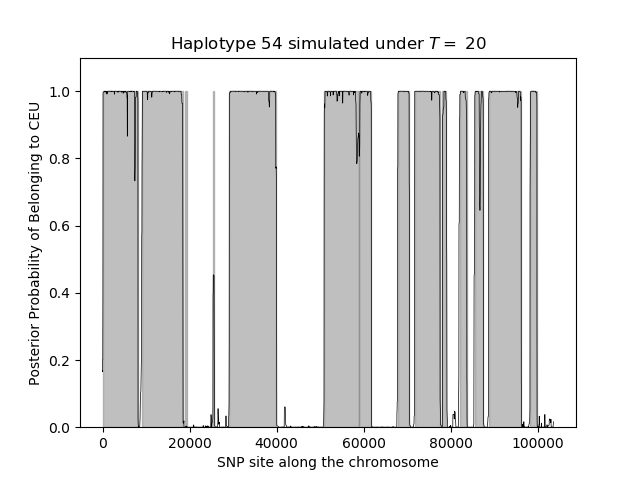 Haplotype 54 simulated under T = 20
1.0
0.8
0.6
0.4
0.2
0.0
Posterior Probability of Belonging to CEU
0 20000 40000 60000 80000 100000
SNP site along the chromosome